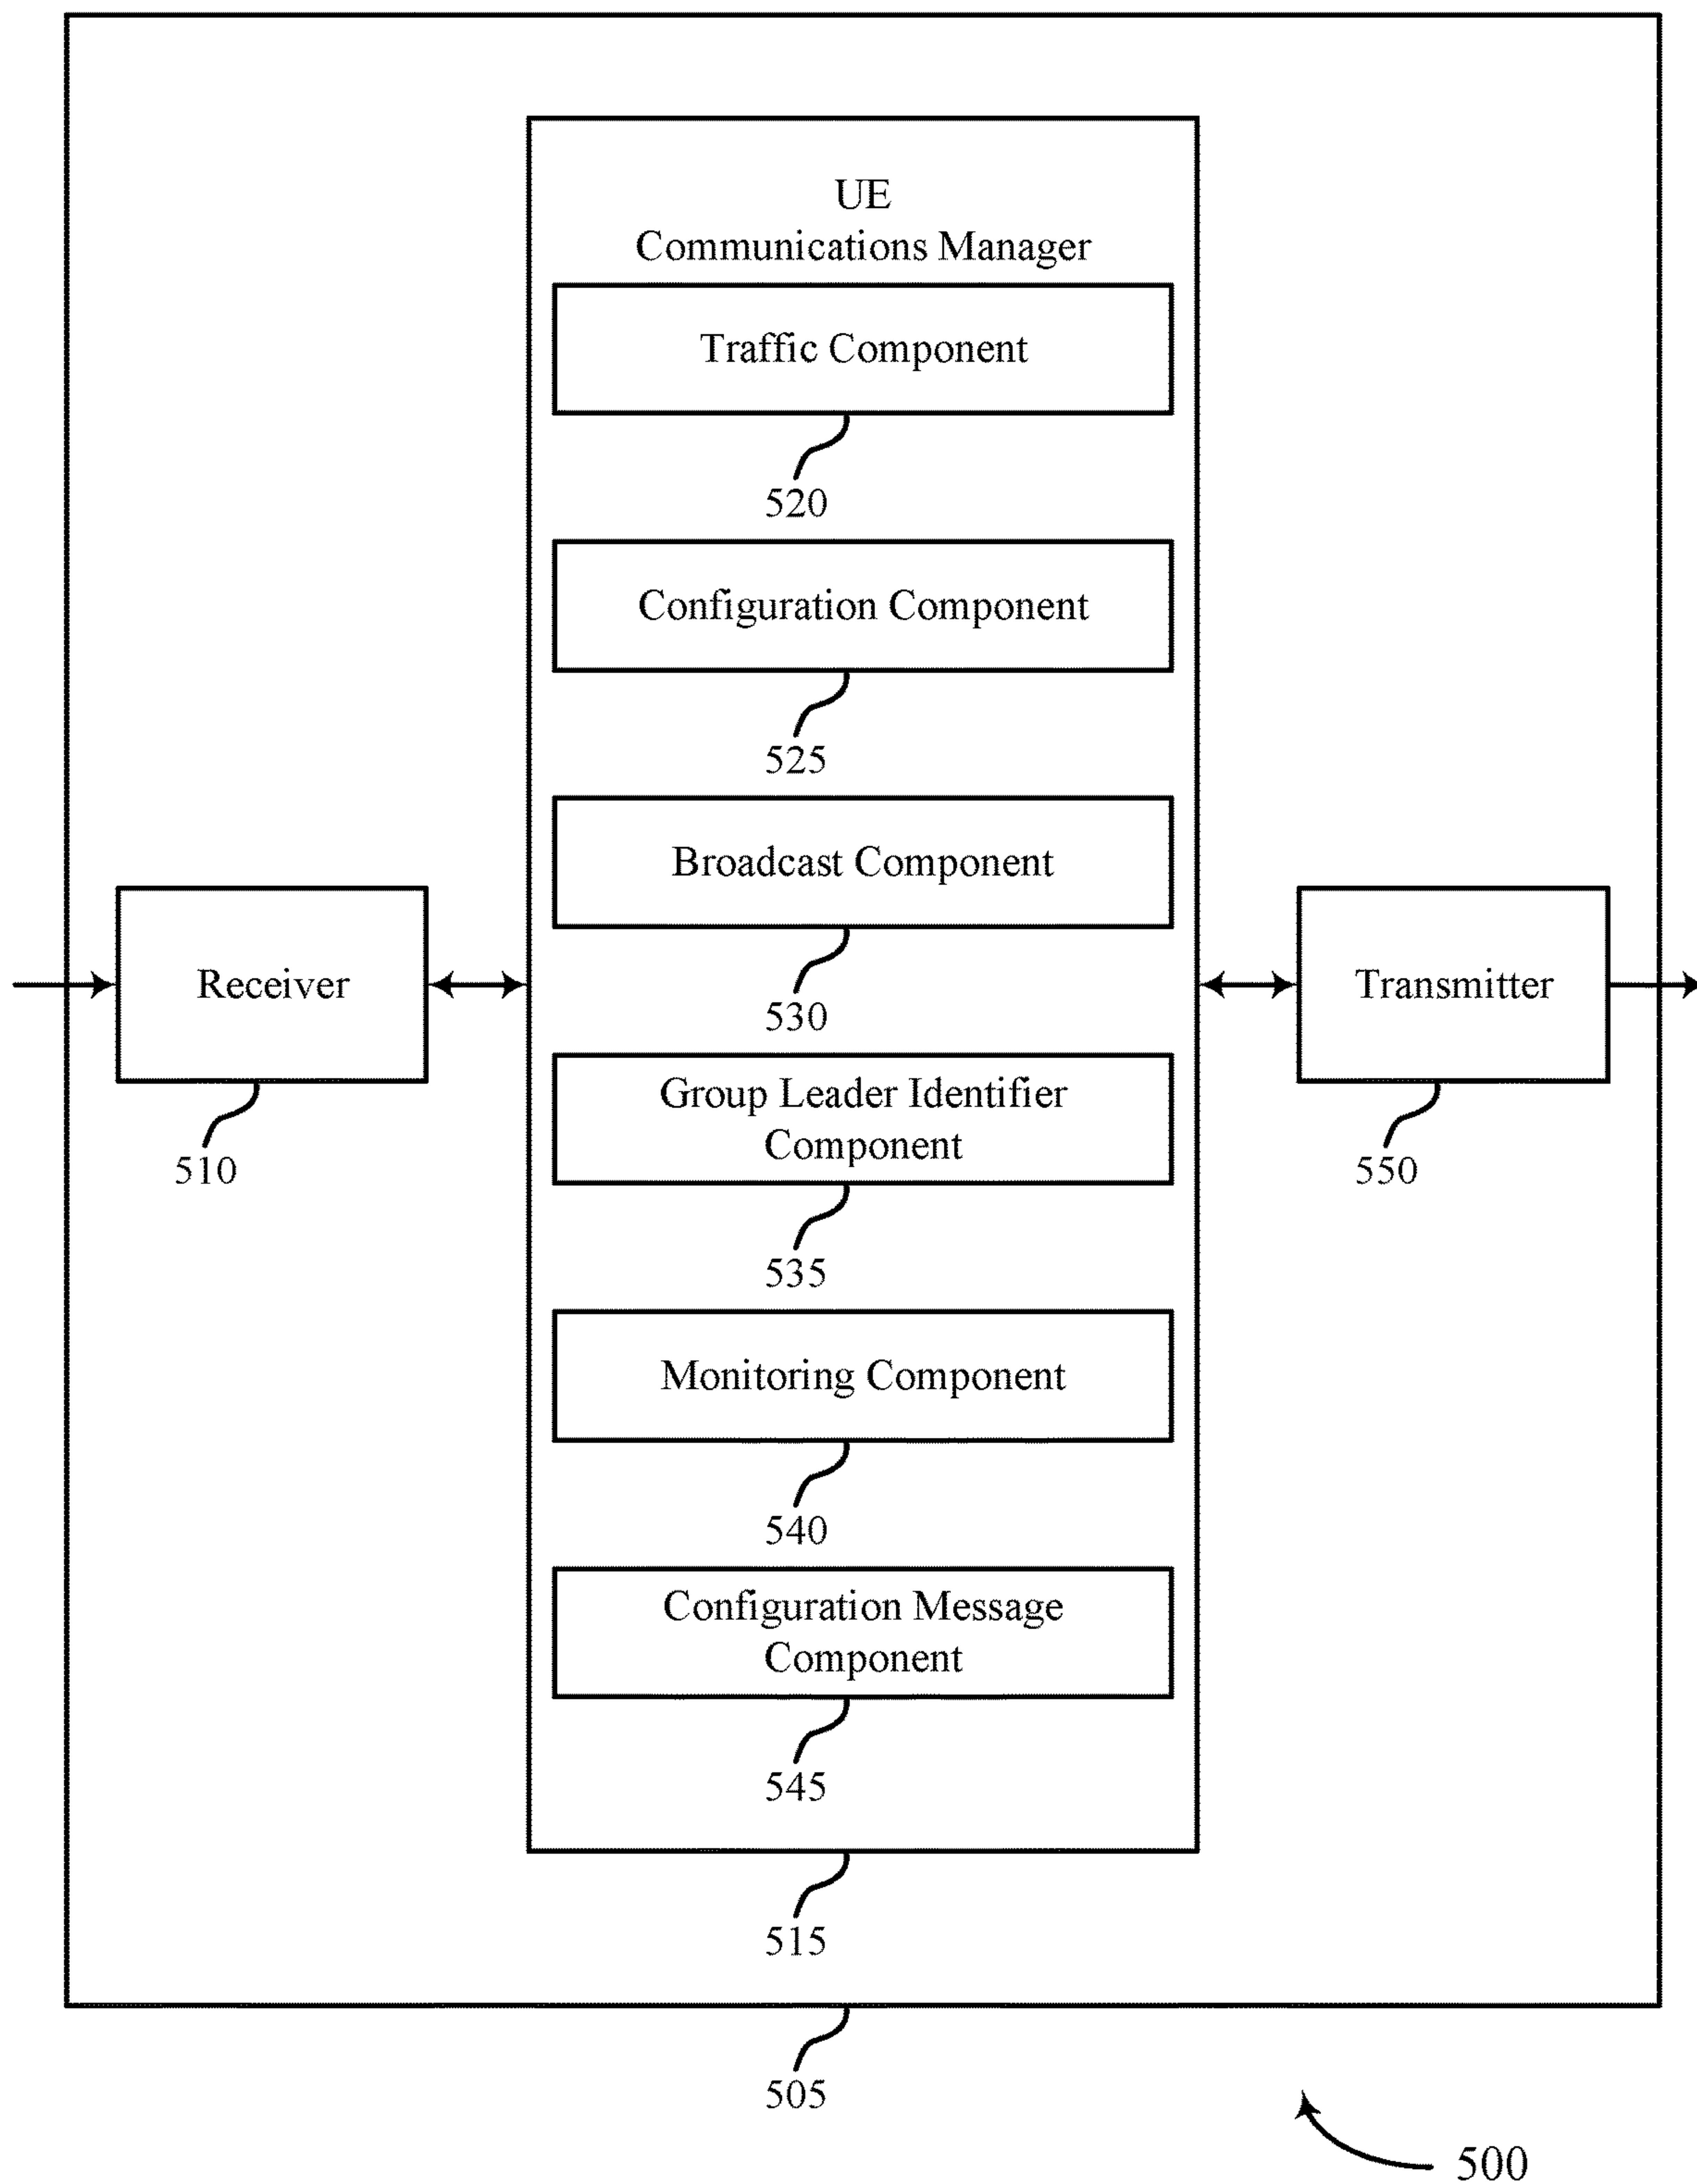 UE
Communications Manager
Traffic Component
520
Configuration Component
525
Broadcast Component
530
Receiver
510
Transmitter
550
Group Leader Identifier
Component
535
Monitoring Component
540
Configuration Message
Component
545
515
505
500